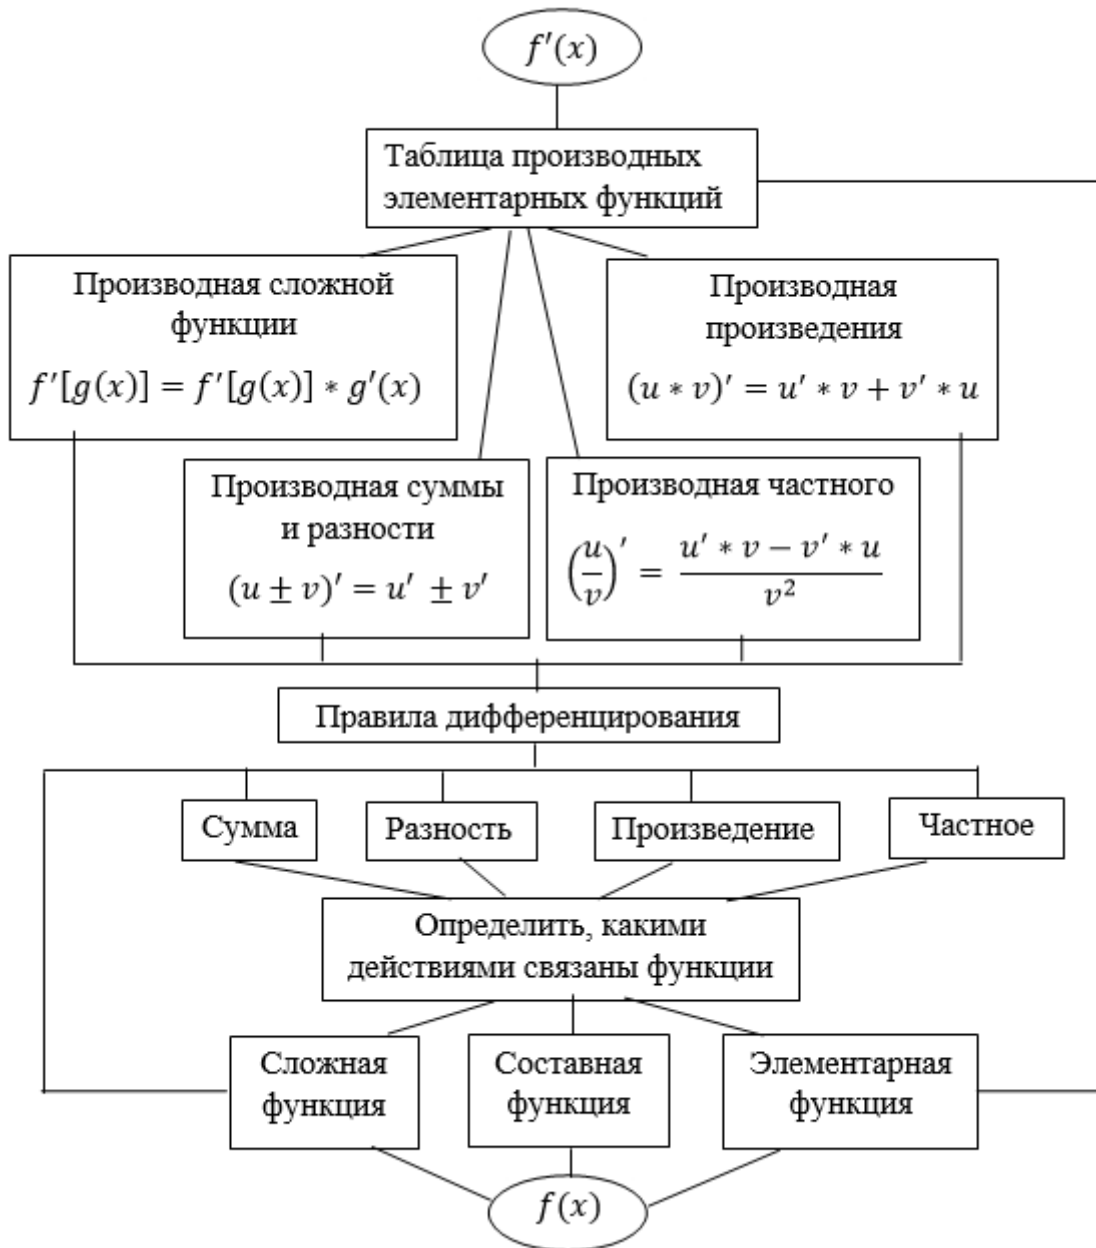 f′(x)
Таблица производных
элементарных функций
Производная сложной
функции
f′[g(x)] = f′[g(x)] ∗ g′(x)
Производная
произведения
(u ∗ v)′ = u′ ∗ v + v′ ∗ u
Производная суммы
и разности
(u ± v)′ = u′ ± v′
Производная частного
(u/v)′ = (u′ ∗ v − v′ ∗ u)/v²
Правила дифференцирования
Сумма
Разность
Произведение
Частное
Определить, какими
действиями связаны функции
Сложная
функция
Составная
функция
Элементарная
функция
f(x)